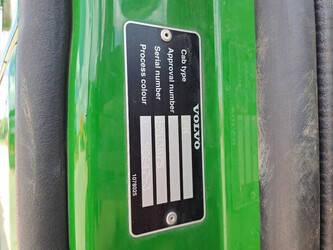 VOLVO
Cab type
Approval number
Serial number
Process colour
1078025